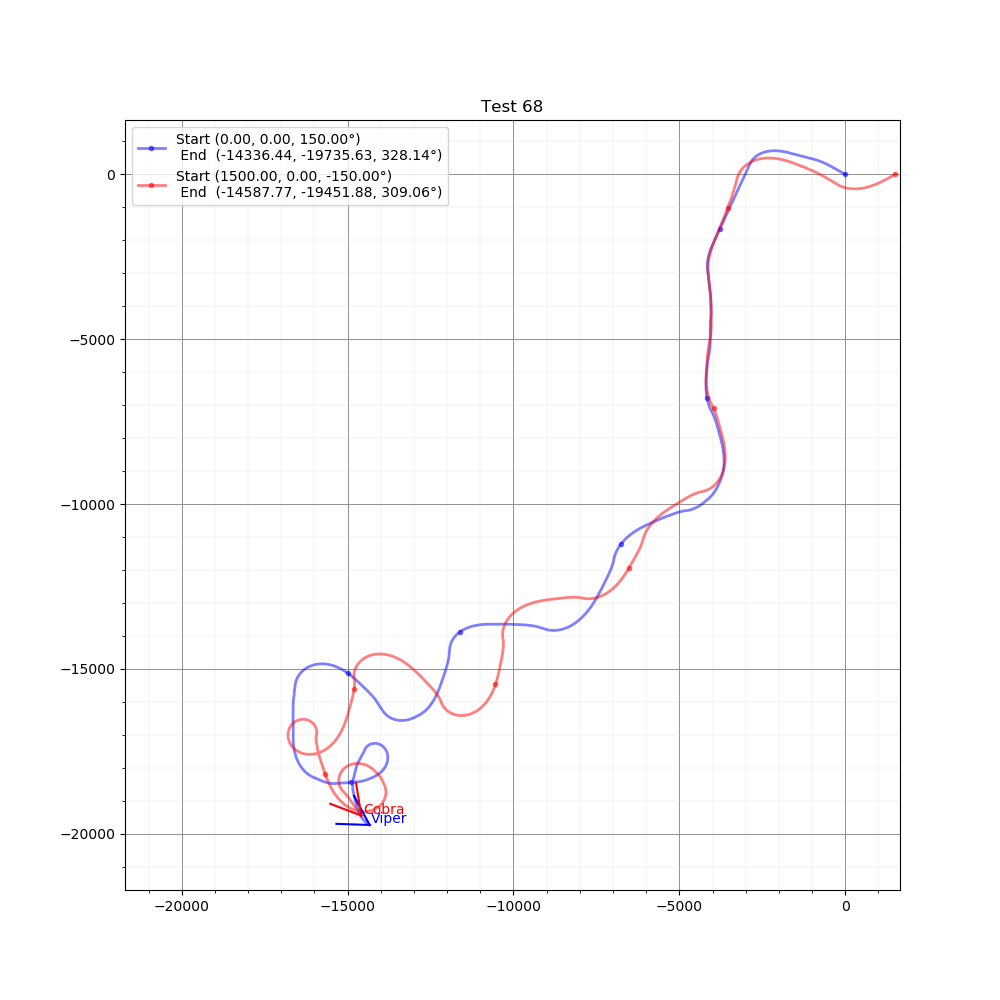 Test 68
Start (0.00, 0.00, 150.00°)
End  (-14336.44, -19735.63, 328.14°)
Start (1500.00, 0.00, -150.00°)
End  (-14587.77, -19451.88, 309.06°)
0
−5000
−10000
−15000
−20000
Cobra
Viper
−20000 −15000 −10000 −5000 0